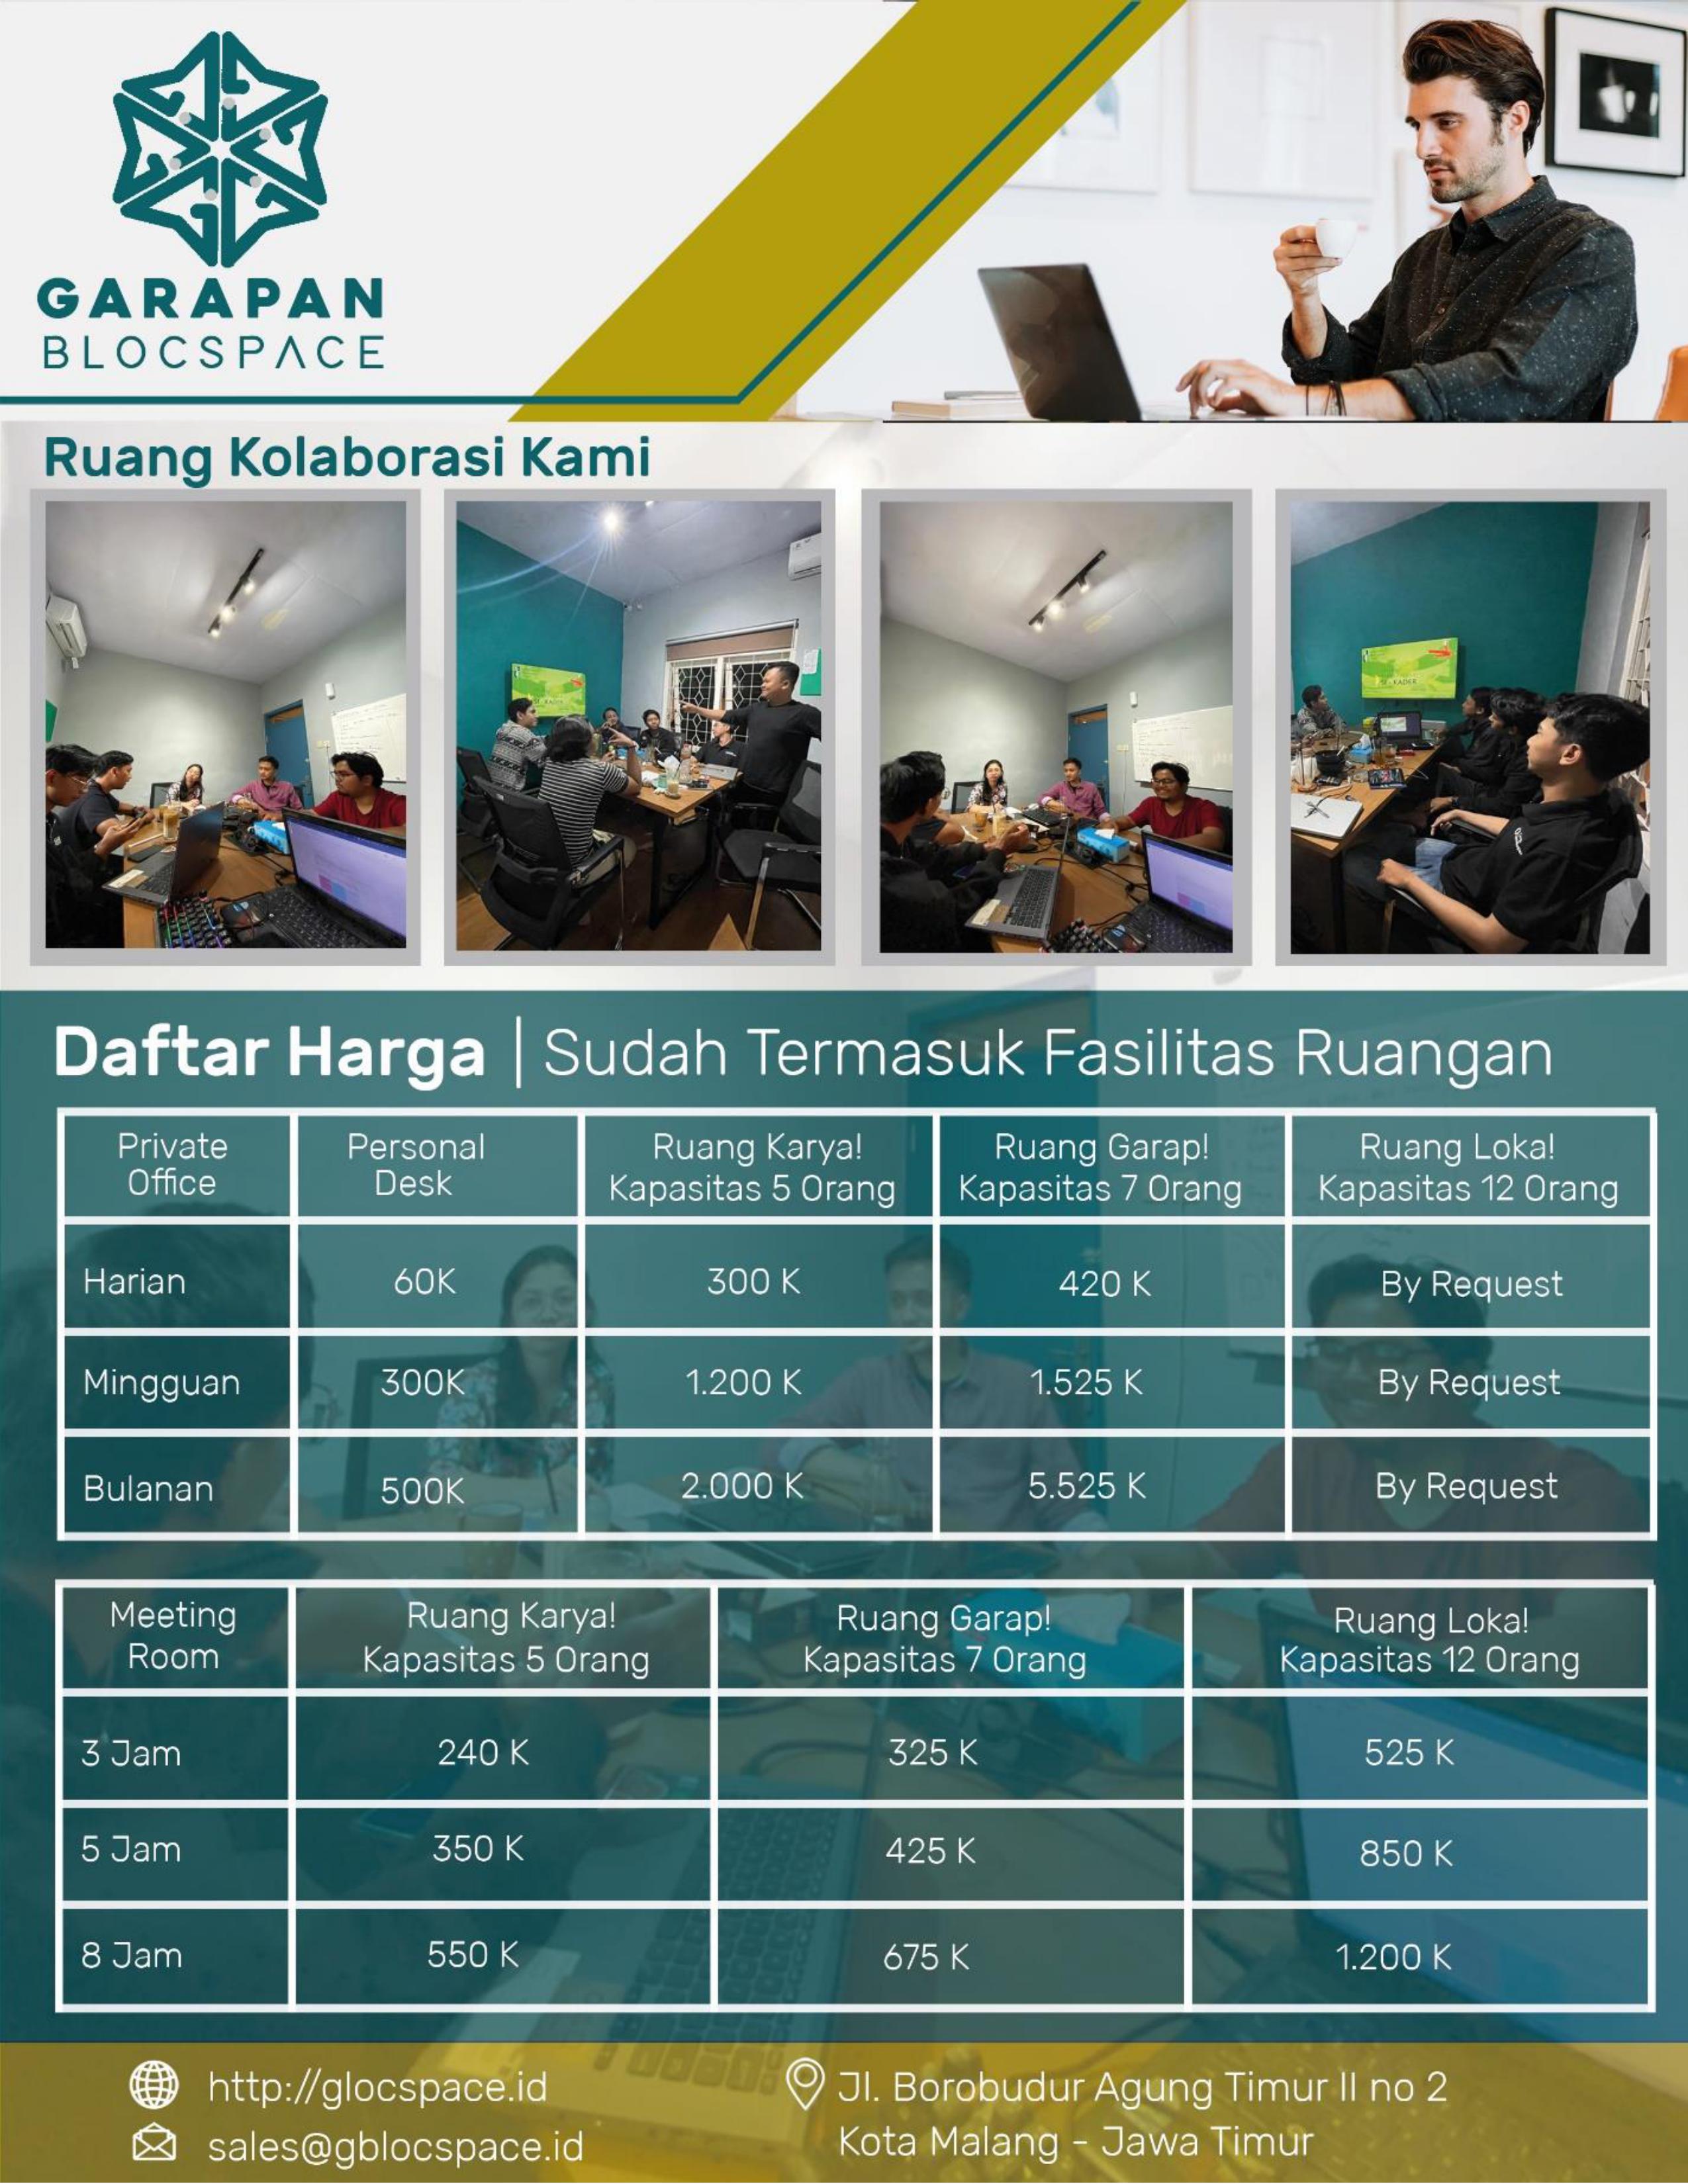 GARAPAN
BLOCSPACE
Ruang Kolaborasi Kami
Daftar Harga | Sudah Termasuk Fasilitas Ruangan
Private Office Personal Desk Ruang Karya! Kapasitas 5 Orang Ruang Garap! Kapasitas 7 Orang Ruang Loka! Kapasitas 12 Orang
Harian 60K 300 K 420 K By Request
Mingguan 300K 1.200 K 1.525 K By Request
Bulanan 500K 2.000 K 5.525 K By Request
Meeting Room Ruang Karya! Kapasitas 5 Orang Ruang Garap! Kapasitas 7 Orang Ruang Loka! Kapasitas 12 Orang
3 Jam 240 K 325 K 525 K
5 Jam 350 K 425 K 850 K
8 Jam 550 K 675 K 1.200 K
http://glocspace.id
sales@gblocspace.id
Jl. Borobudur Agung Timur II no 2
Kota Malang - Jawa Timur